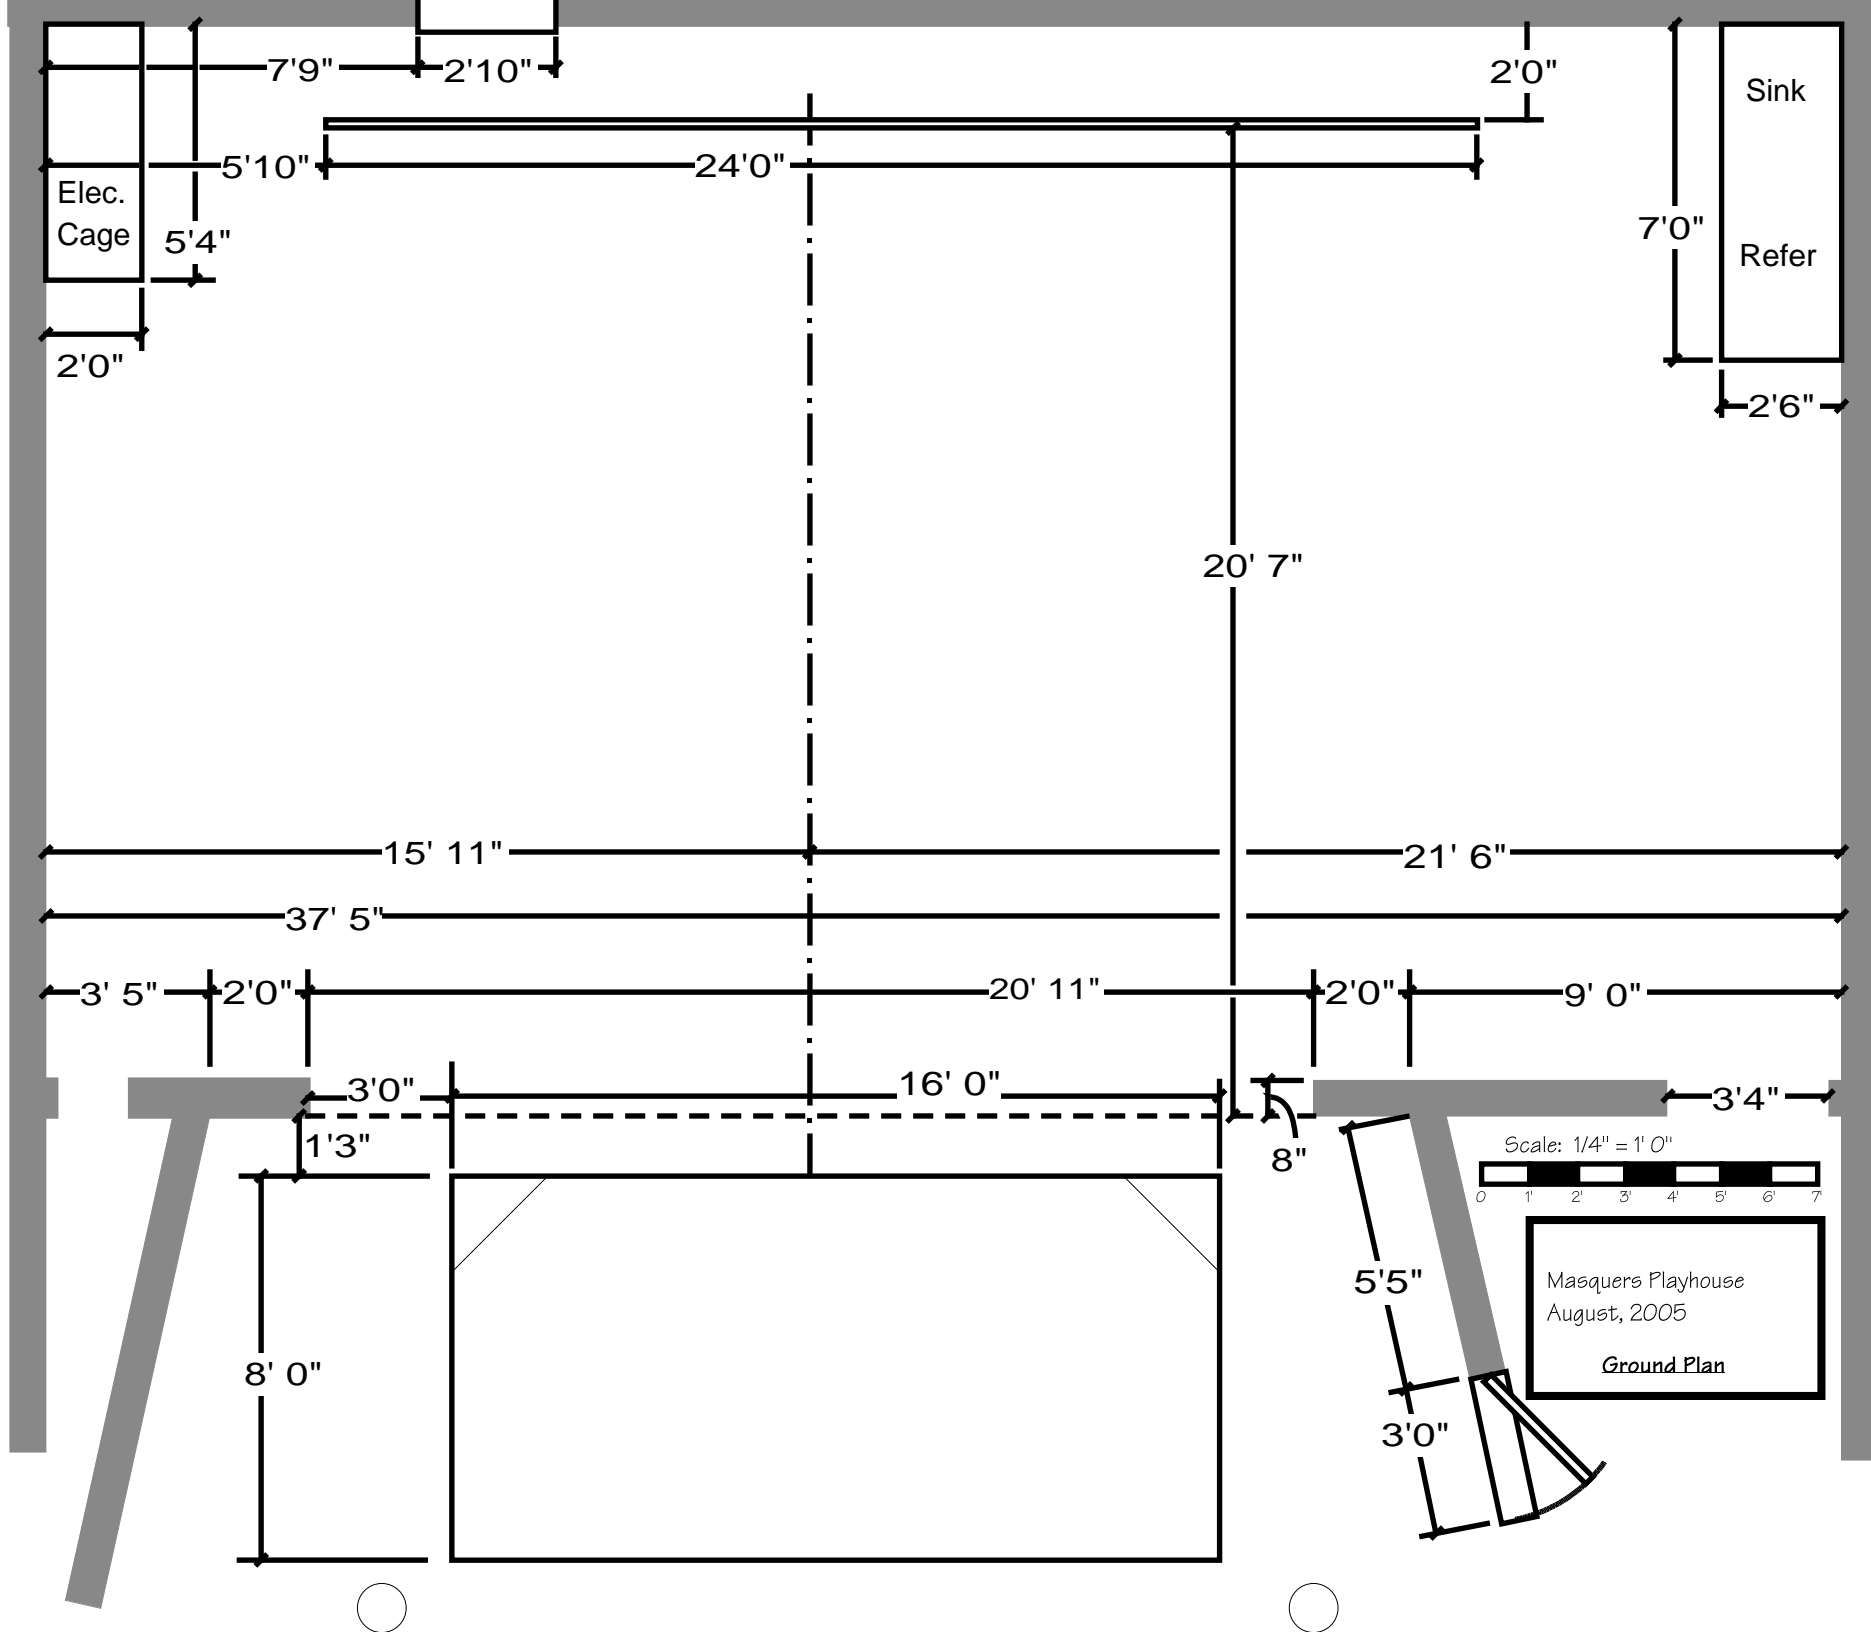 7'9"
2'10"
2'0"
Sink
5'10"
24'0"
Elec.
Cage
5'4"
7'0"
Refer
2'0"
2'6"
20' 7"
15' 11"
21' 6"
37' 5"
3' 5"
2'0"
20' 11"
2'0"
9' 0"
3'0"
16' 0"
3'4"
1'3"
8"
Scale: 1/4" = 1' 0"
0 1' 2' 3' 4' 5' 6' 7'
5'5"
Masquers Playhouse
August, 2005
Ground Plan
8' 0"
3'0"